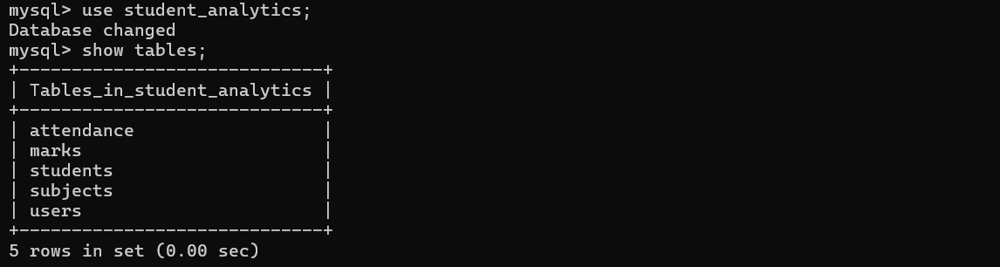 mysql> use student_analytics;
Database changed
mysql> show tables;
+-----------------------------+
| Tables_in_student_analytics |
+-----------------------------+
| attendance                  |
| marks                       |
| students                    |
| subjects                    |
| users                       |
+-----------------------------+
5 rows in set (0.00 sec)